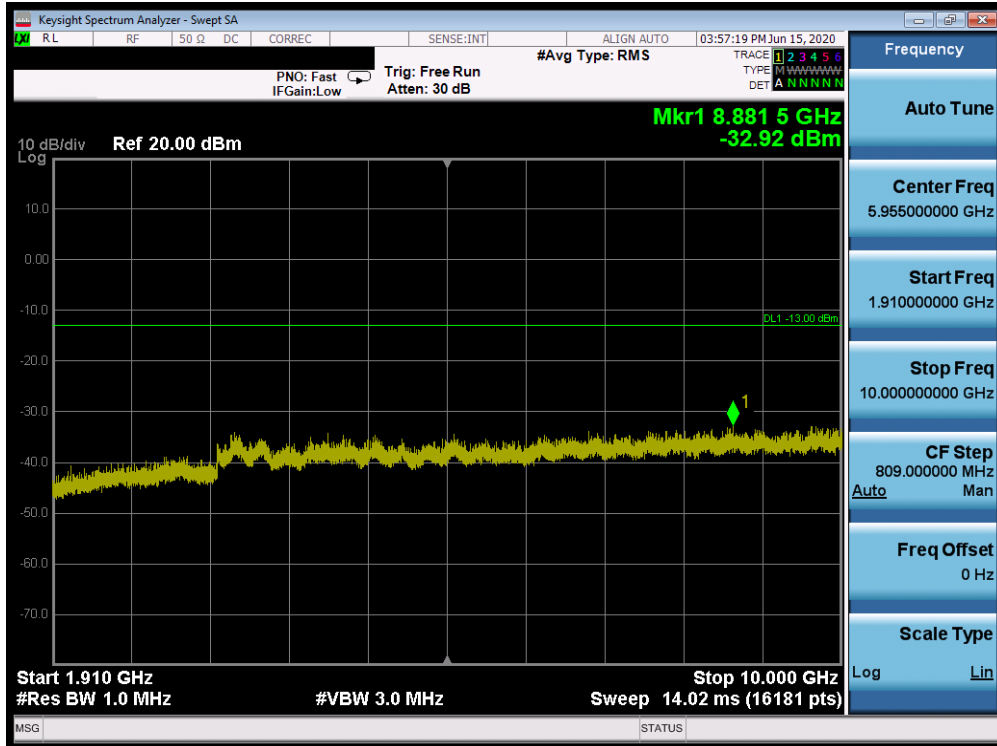 Keysight Spectrum Analyzer - Swept SA
LXI RL RF 50 Ω DC CORREC SENSE:INT ALIGN AUTO 03:57:19 PM Jun 15, 2020
#Avg Type: RMS TRACE 1 2 3 4 5 6
PNO: Fast Trig: Free Run TYPE M W W W W W
IFGain:Low Atten: 30 dB DET A N N N N N
Mkr1 8.881 5 GHz
-32.92 dBm
10 dB/div Ref 20.00 dBm
Log
10.0
0.00
-10.0
DL1 -13.00 dBm
-20.0
-30.0
1
-40.0
-50.0
-60.0
-70.0
Start 1.910 GHz Stop 10.000 GHz
#Res BW 1.0 MHz #VBW 3.0 MHz Sweep 14.02 ms (16181 pts)
MSG STATUS
Frequency
Auto Tune
Center Freq
5.955000000 GHz
Start Freq
1.910000000 GHz
Stop Freq
10.000000000 GHz
CF Step
809.000000 MHz
Auto Man
Freq Offset
0 Hz
Scale Type
Log Lin